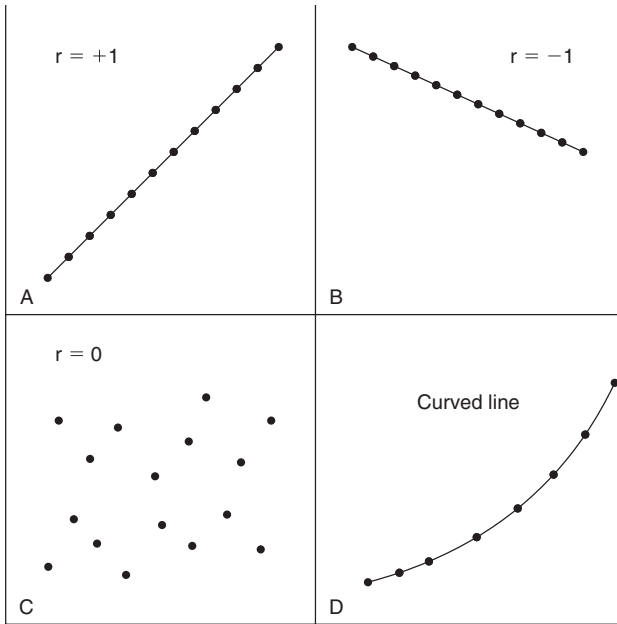 r = +1
r = −1
A
B
r = 0
Curved line
C
D